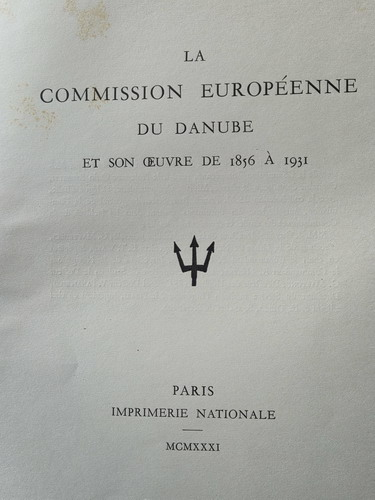 LA
COMMISSION EUROPÉENNE
DU DANUBE
ET SON ŒUVRE DE 1856 À 1931
PARIS
IMPRIMERIE NATIONALE
MCMXXXI